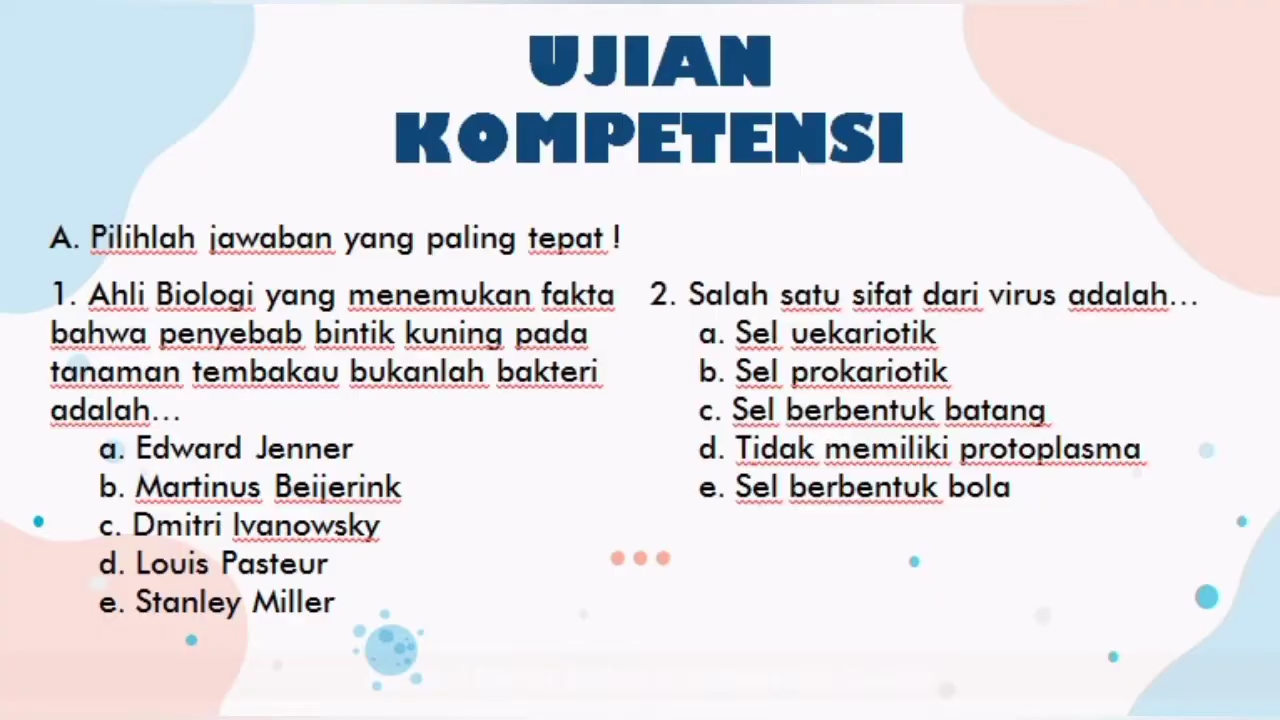 UJIAN
KOMPETENSI
A. Pilihlah jawaban yang paling tepat !
1. Ahli Biologi yang menemukan fakta
bahwa penyebab bintik kuning pada
tanaman tembakau bukanlah bakteri
adalah...
a. Edward Jenner
b. Martinus Beijerink
c. Dmitri Ivanowsky
d. Louis Pasteur
e. Stanley Miller
2. Salah satu sifat dari virus adalah...
a. Sel uekariotik
b. Sel prokariotik
c. Sel berbentuk batang
d. Tidak memiliki protoplasma
e. Sel berbentuk bola